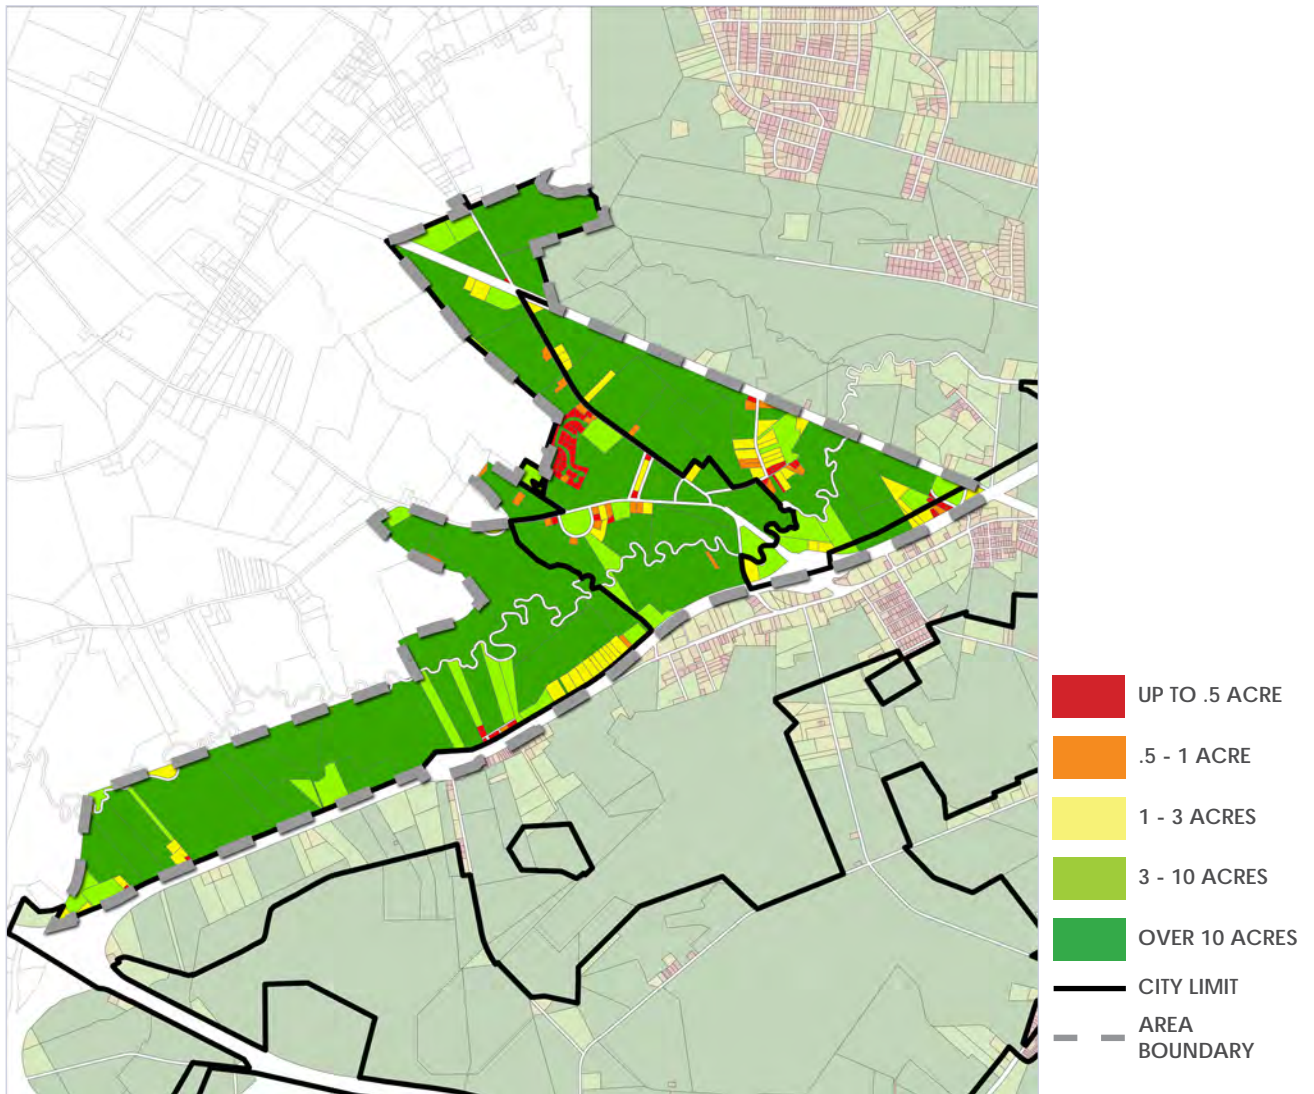 UP TO .5 ACRE
.5 - 1 ACRE
1 - 3 ACRES
3 - 10 ACRES
OVER 10 ACRES
CITY LIMIT
AREA
BOUNDARY